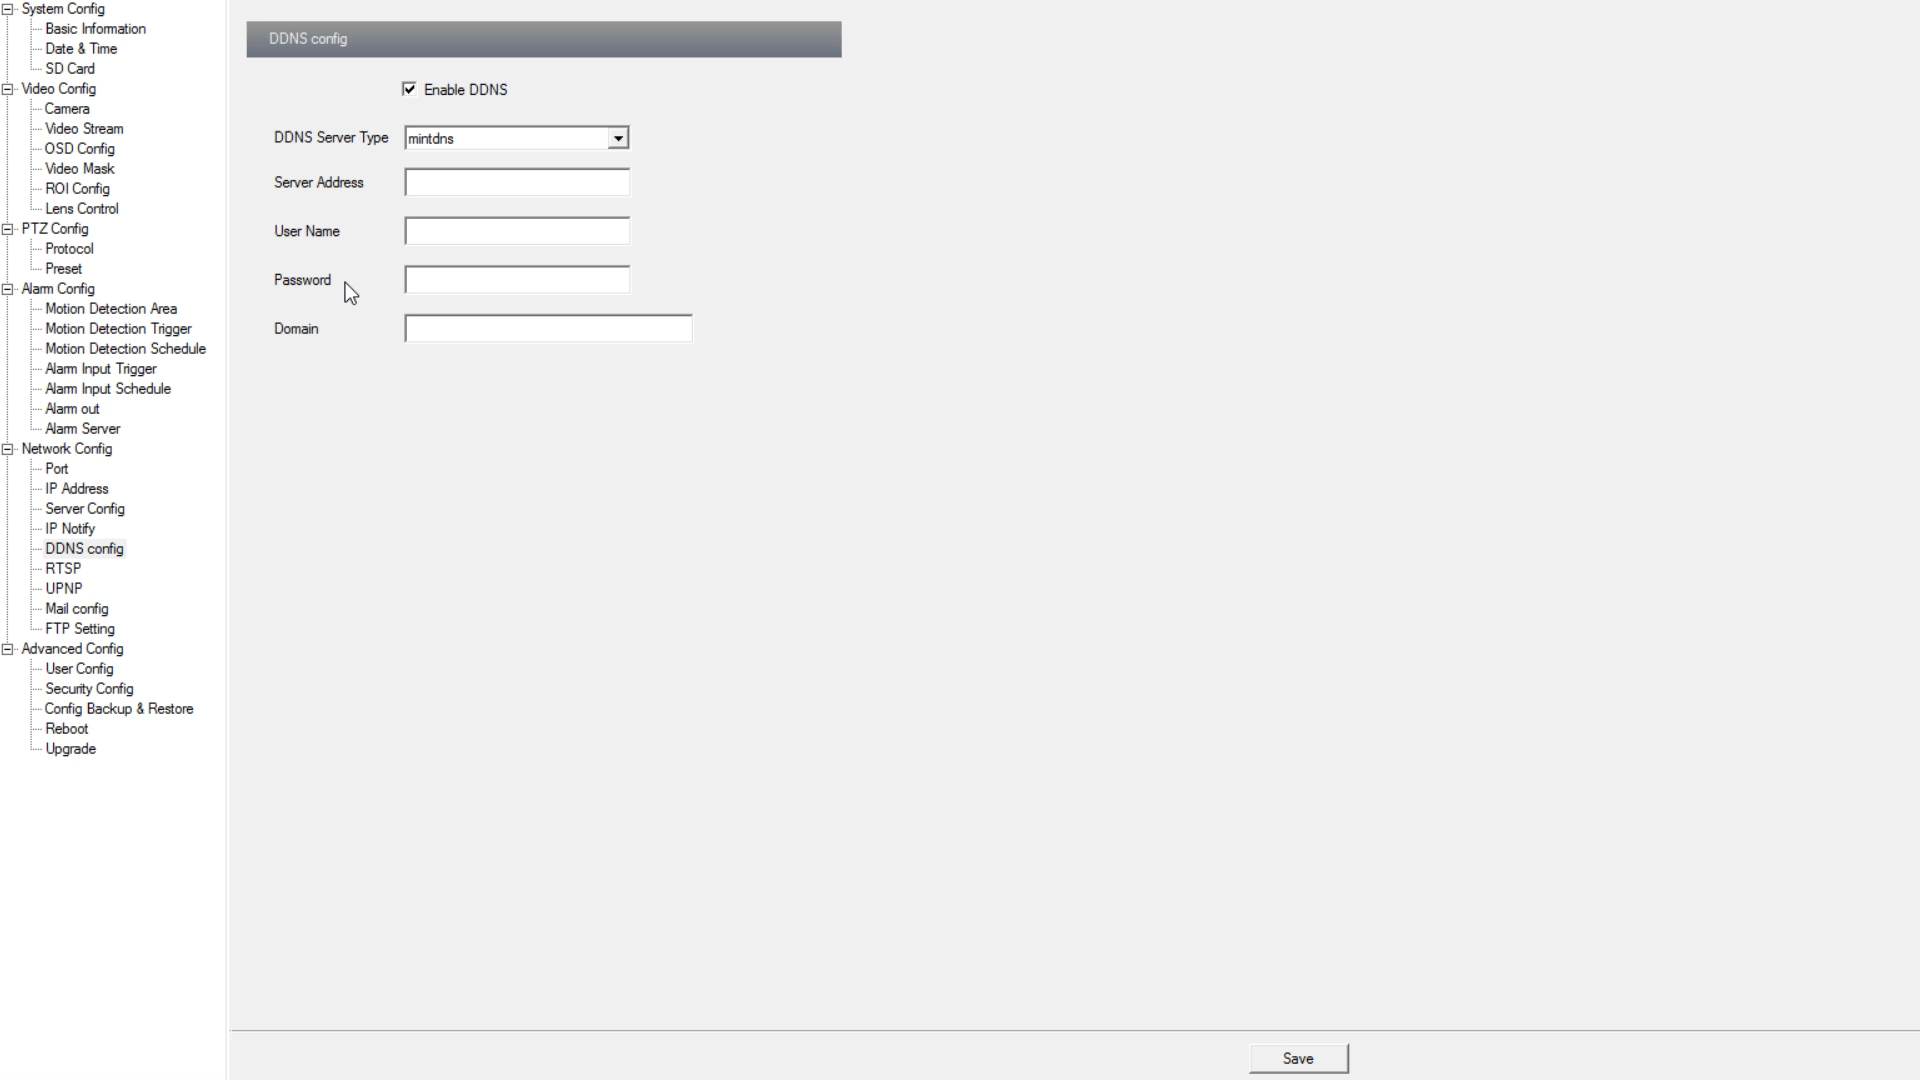 System Config
Basic Information
Date & Time
SD Card
Video Config
Camera
Video Stream
OSD Config
Video Mask
ROI Config
Lens Control
PTZ Config
Protocol
Preset
Alarm Config
Motion Detection Area
Motion Detection Trigger
Motion Detection Schedule
Alarm Input Trigger
Alarm Input Schedule
Alarm out
Alarm Server
Network Config
Port
IP Address
Server Config
IP Notify
DDNS config
RTSP
UPNP
Mail config
FTP Setting
Advanced Config
User Config
Security Config
Config Backup & Restore
Reboot
Upgrade
DDNS config
Enable DDNS
DDNS Server Type mintdns
Server Address
User Name
Password
Domain
Save